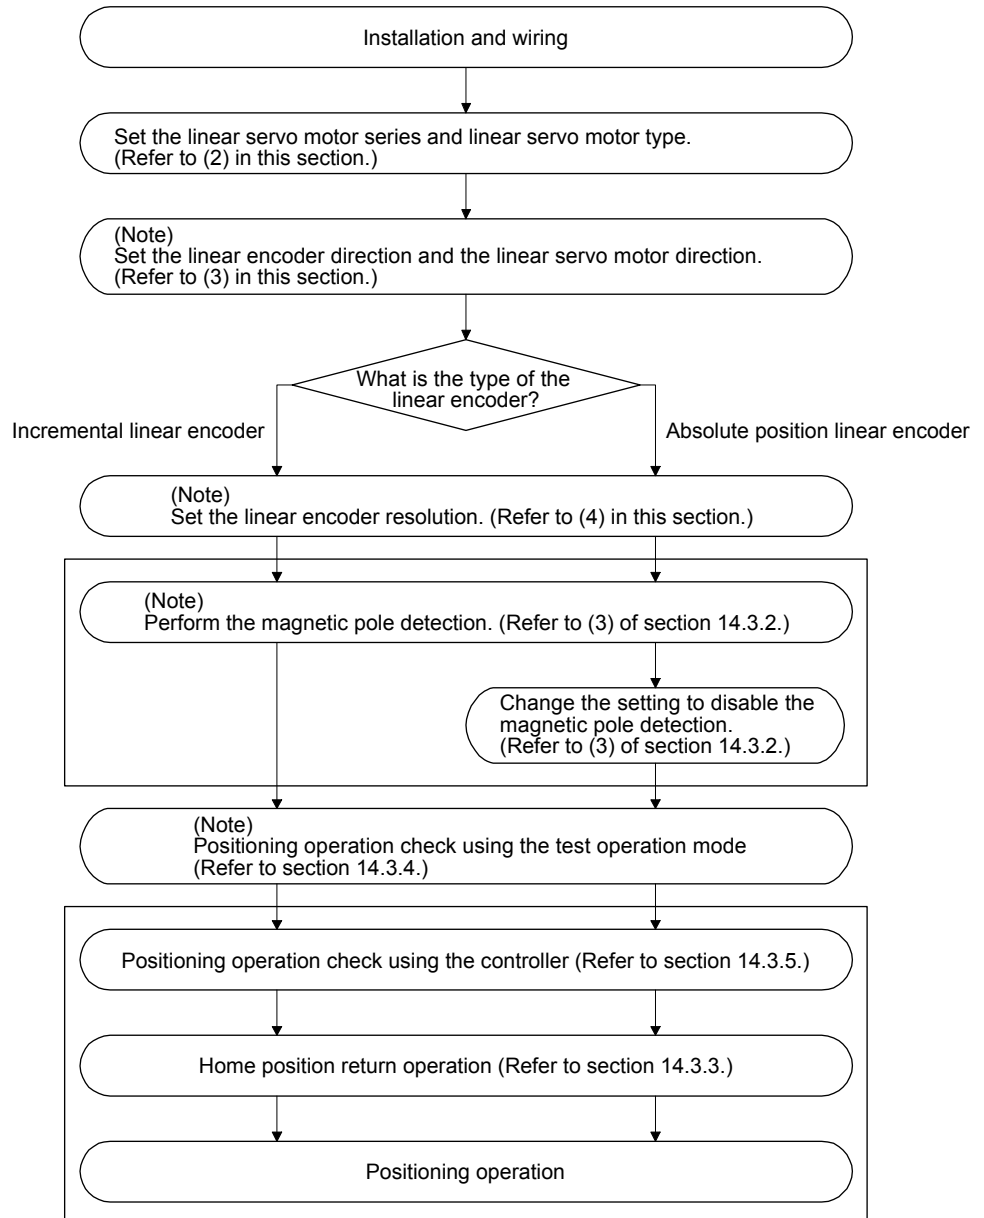 Installation and wiring
Set the linear servo motor series and linear servo motor type.
(Refer to (2) in this section.)
(Note)
Set the linear encoder direction and the linear servo motor direction.
(Refer to (3) in this section.)
What is the type of the
linear encoder?
Incremental linear encoder
Absolute position linear encoder
(Note)
Set the linear encoder resolution. (Refer to (4) in this section.)
(Note)
Perform the magnetic pole detection. (Refer to (3) of section 14.3.2.)
Change the setting to disable the
magnetic pole detection.
(Refer to (3) of section 14.3.2.)
(Note)
Positioning operation check using the test operation mode
(Refer to section 14.3.4.)
Positioning operation check using the controller (Refer to section 14.3.5.)
Home position return operation (Refer to section 14.3.3.)
Positioning operation